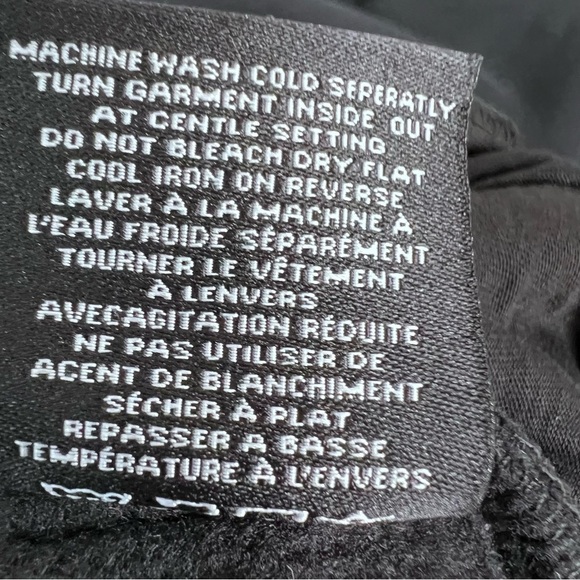 MACHINE WASH COLD SEPERATLY
TURN GARMENT INSIDE OUT
AT GENTLE SETTING
DO NOT BLEACH DRY FLAT
COOL IRON ON REVERSE
LAVER À LA MACHINE À
L'EAU FROIDE SÉPARÉMENT
TOURNER LE VÊTEMENT
À LENVERS
AVECAGITATION RÉDUITE
NE PAS UTILISER DE
AGENT DE BLANCHIMENT
SÉCHER À PLAT
REPASSER A BASSE
TEMPÉRATURE À L'ENVERS